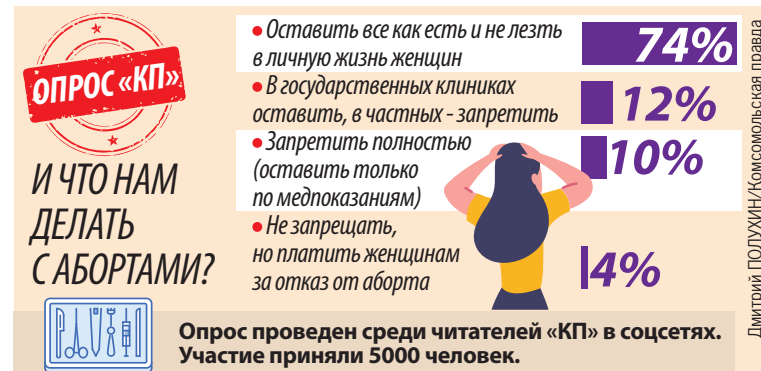 ОПРОС «КП»
И ЧТО НАМ
ДЕЛАТЬ
С АБОРТАМИ?
• Оставить все как есть и не лезть
в личную жизнь женщин
74%
• В государственных клиниках
оставить, в частных - запретить
12%
• Запретить полностью
(оставить только
по медпоказаниям)
10%
• Не запрещать,
но платить женщинам
за отказ от аборта
4%
Опрос проведен среди читателей «КП» в соцсетях.
Участие приняли 5000 человек.
Дмитрий ПОЛУХИН/Комсомольская правда